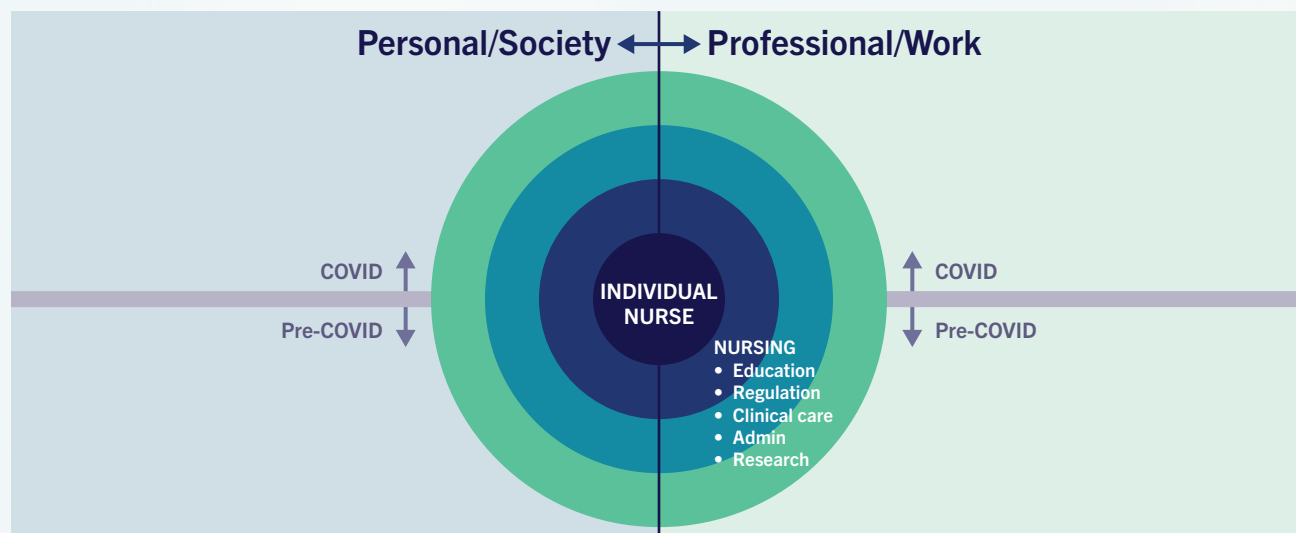 Personal/Society Professional/Work
COVID
Pre-COVID
INDIVIDUAL
NURSE
NURSING
• Education
• Regulation
• Clinical care
• Admin
• Research
COVID
Pre-COVID